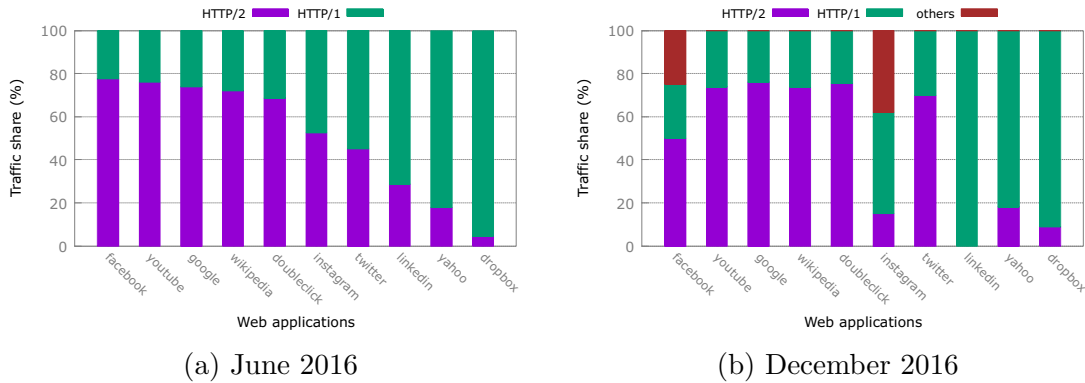 HTTP/2 HTTP/1
100
80
60
40
20
0
Traffic share (%)
facebook
youtube
google
wikipedia
doubleclick
instagram
twitter
linkedin
yahoo
dropbox
Web applications
(a) June 2016
HTTP/2 HTTP/1 others
100
80
60
40
20
0
Traffic share (%)
facebook
youtube
google
wikipedia
doubleclick
instagram
twitter
linkedin
yahoo
dropbox
Web applications
(b) December 2016